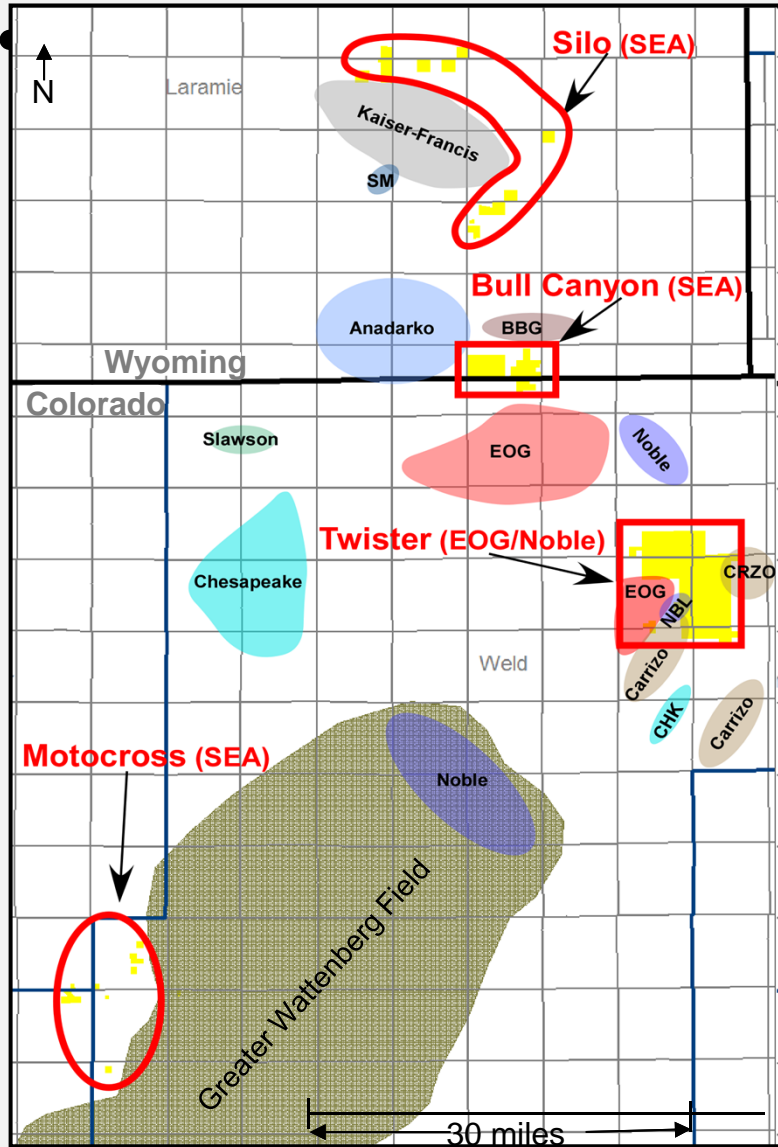 Silo (SEA)
N
Laramie
Kaiser-Francis
SM
Bull Canyon (SEA)
Anadarko
BBG
Wyoming
Colorado
Slawson
EOG
Noble
Twister (EOG/Noble)
Chesapeake
CRZO
EOG
NBL
Weld
Carrizo
CHK
Carrizo
Motocross (SEA)
Noble
Greater Wattenberg Field
30 miles